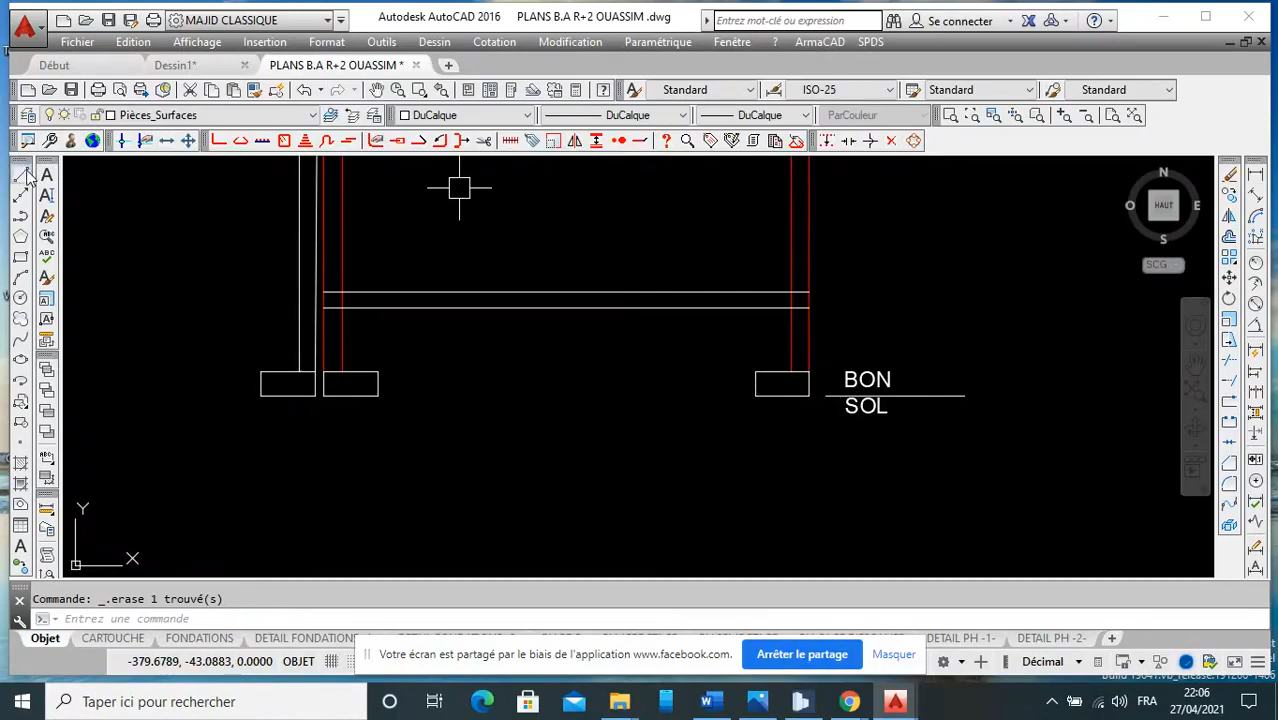 MAJID CLASSIQUE
Autodesk AutoCAD 2016 PLANS B.A R+2 OUASSIM .dwg
Entrez mot-clé ou expression
Se connecter
Fichier Edition Affichage Insertion Format Outils Dessin Cotation Modification Paramétrique Fenêtre ? ArmaCAD SPDS
Début Dessin1* PLANS B.A R+2 OUASSIM *
Standard ISO-25 Standard Standard
Pièces_Surfaces DuCalque DuCalque DuCalque ParCouleur
N
O HAUT E
S
SCG
BON
SOL
Y
X
Commande: _.erase 1 trouvé(s)
Entrez une commande
Objet CARTOUCHE FONDATIONS DETAIL FONDATION DETAIL PH -1- DETAIL PH -2-
Votre écran est partagé par le biais de l'application www.facebook.com. Arrêter le partage Masquer
-379.6789, -43.0883, 0.0000 OBJET Décimal
Taper ici pour rechercher
FRA
22:06
27/04/2021